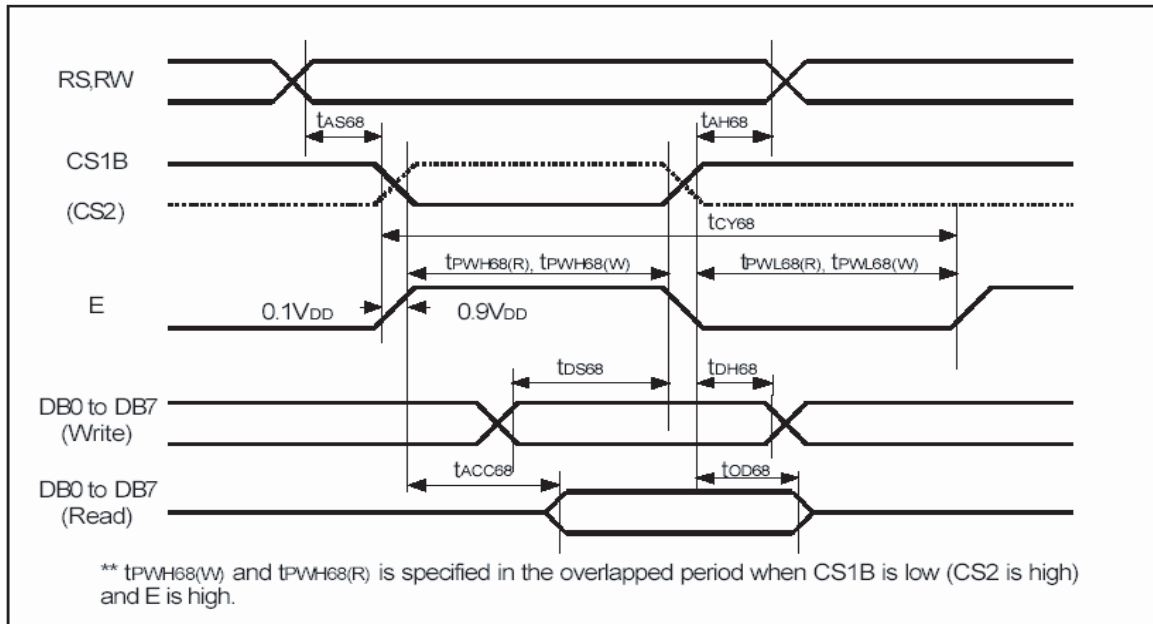 RS,RW
tAS68
tAH68
CS1B
(CS2)
tCY68
tPWH68(R), tPWH68(W)
tPWL68(R), tPWL68(W)
E
0.1VDD
0.9VDD
tDS68
tDH68
DB0 to DB7
(Write)
tACC68
tOD68
DB0 to DB7
(Read)
** tPWH68(W) and tPWH68(R) is specified in the overlapped period when CS1B is low (CS2 is high)
and E is high.